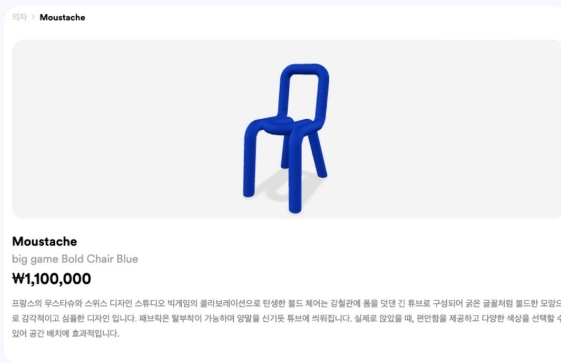 의자 > Moustache
Moustache
big game Bold Chair Blue
₩1,100,000
프랑스의 무스타슈와 스위스 디자인 스튜디오 빅게임의 콜라보레이션으로 탄생한 볼드 체어는 강철관에 폼을 덧댄 긴 튜브로 구성되어 굵은 글꼴처럼 볼드한 모양으
로 감각적이고 심플한 디자인 입니다. 패브릭은 탈부착이 가능하며 양말을 신기듯 튜브에 씌워집니다. 실제로 앉았을 때, 편안함을 제공하고 다양한 색상을 선택할 수
있어 공간 배치에 효과적입니다.